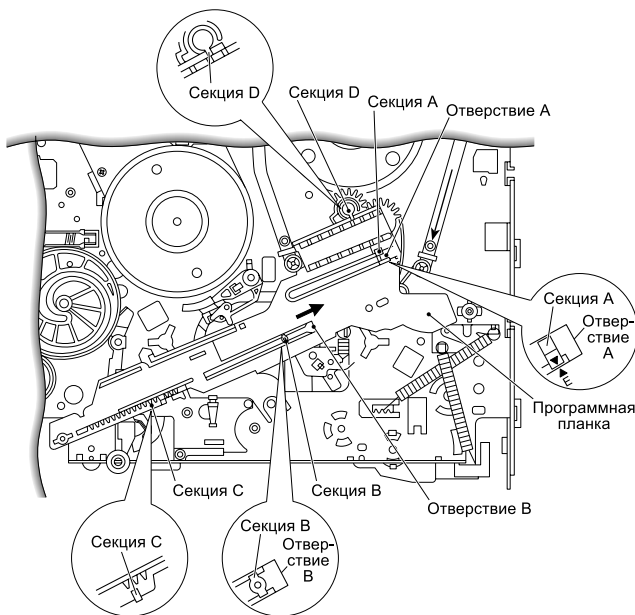 Секция D
Секция D
Секция A
Отверстие A
Секция A
Отвер-
стие
A
E
Программная
планка
Секция C
Секция B
Отверстие B
Секция C
Секция B
Отвер-
стие
B